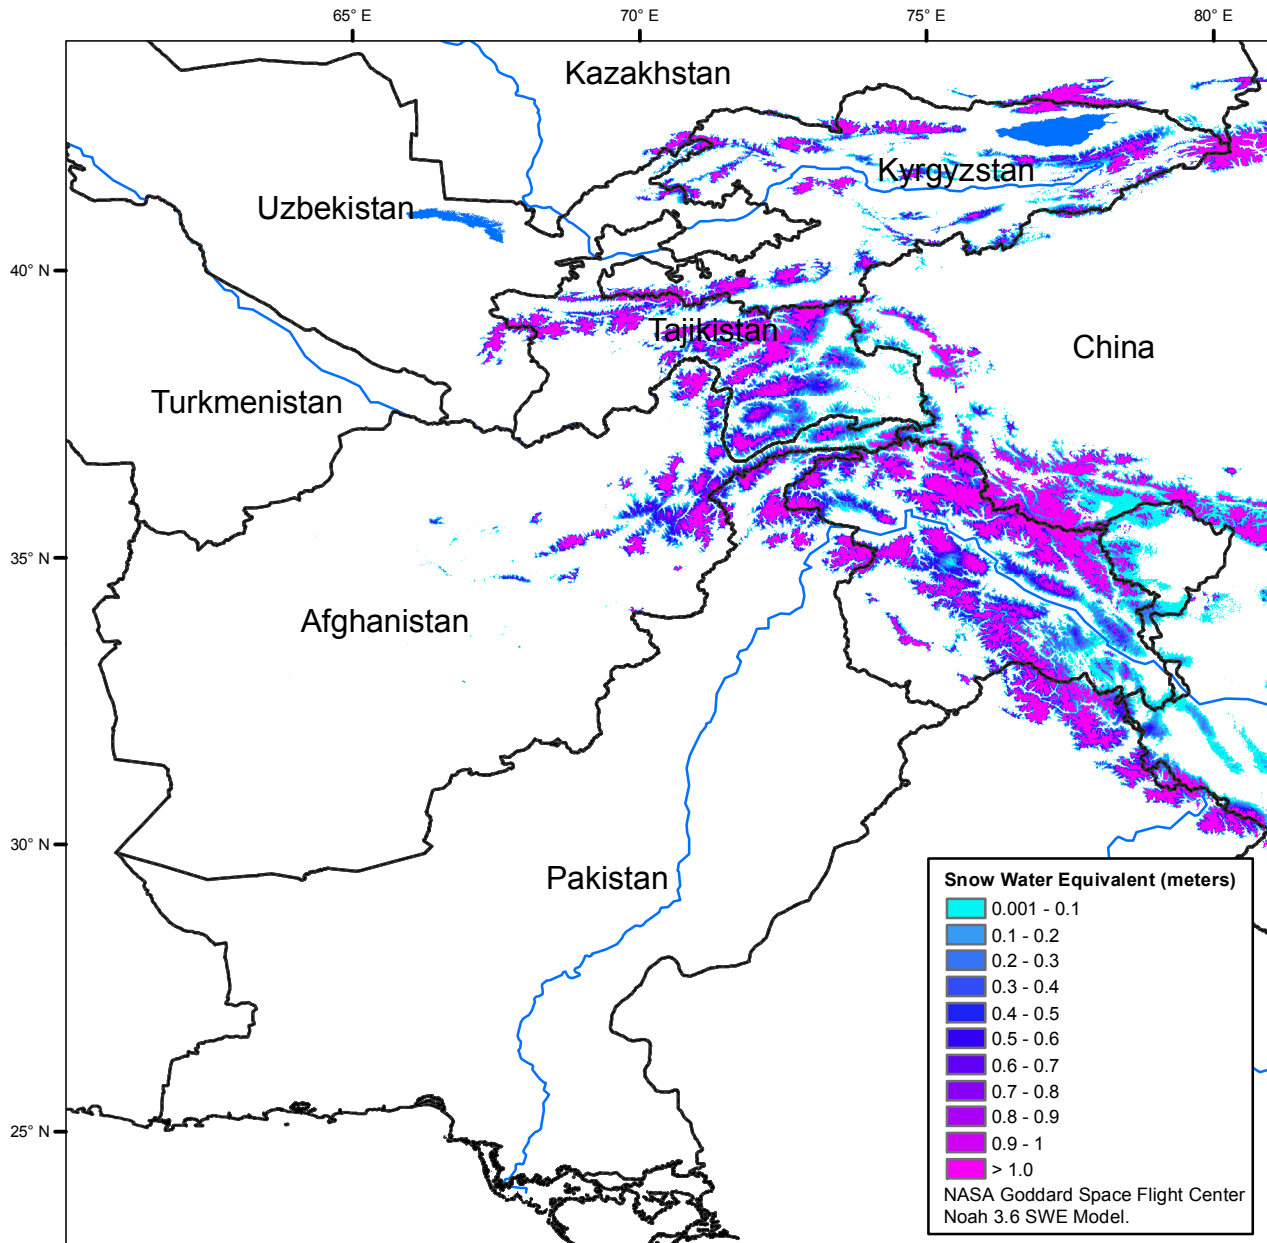 65° E
70° E
75° E
80° E
Kazakhstan
Kyrgyzstan
Uzbekistan
40° N
Tajikistan
China
Turkmenistan
35° N
Afghanistan
30° N
Pakistan
25° N
Snow Water Equivalent (meters)
0.001 - 0.1
0.1 - 0.2
0.2 - 0.3
0.3 - 0.4
0.4 - 0.5
0.5 - 0.6
0.6 - 0.7
0.7 - 0.8
0.8 - 0.9
0.9 - 1
> 1.0
NASA Goddard Space Flight Center
Noah 3.6 SWE Model.